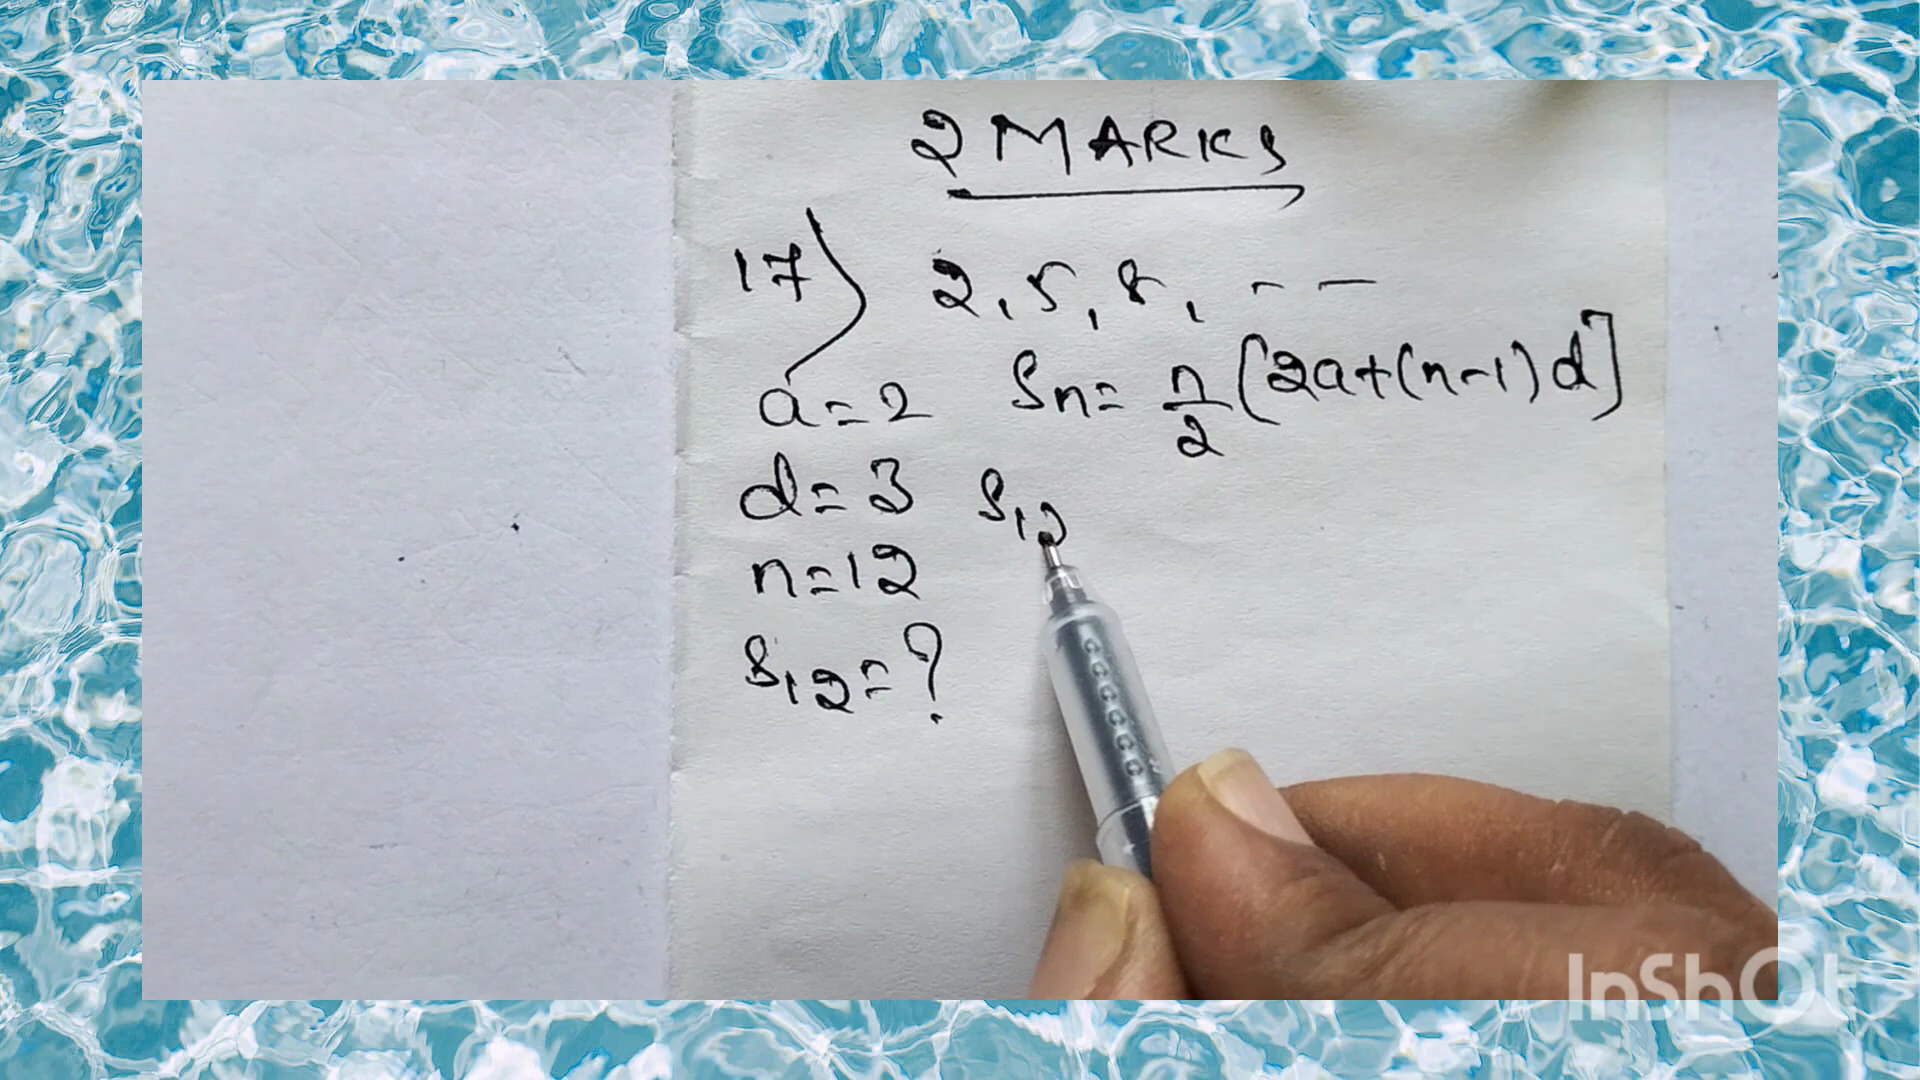 2 MARKS
17) 2, 5, 8, - -
a = 2 Sn = n/2 [2a+(n-1)d]
d = 3 S12
n = 12
S12 = ?
InShOt